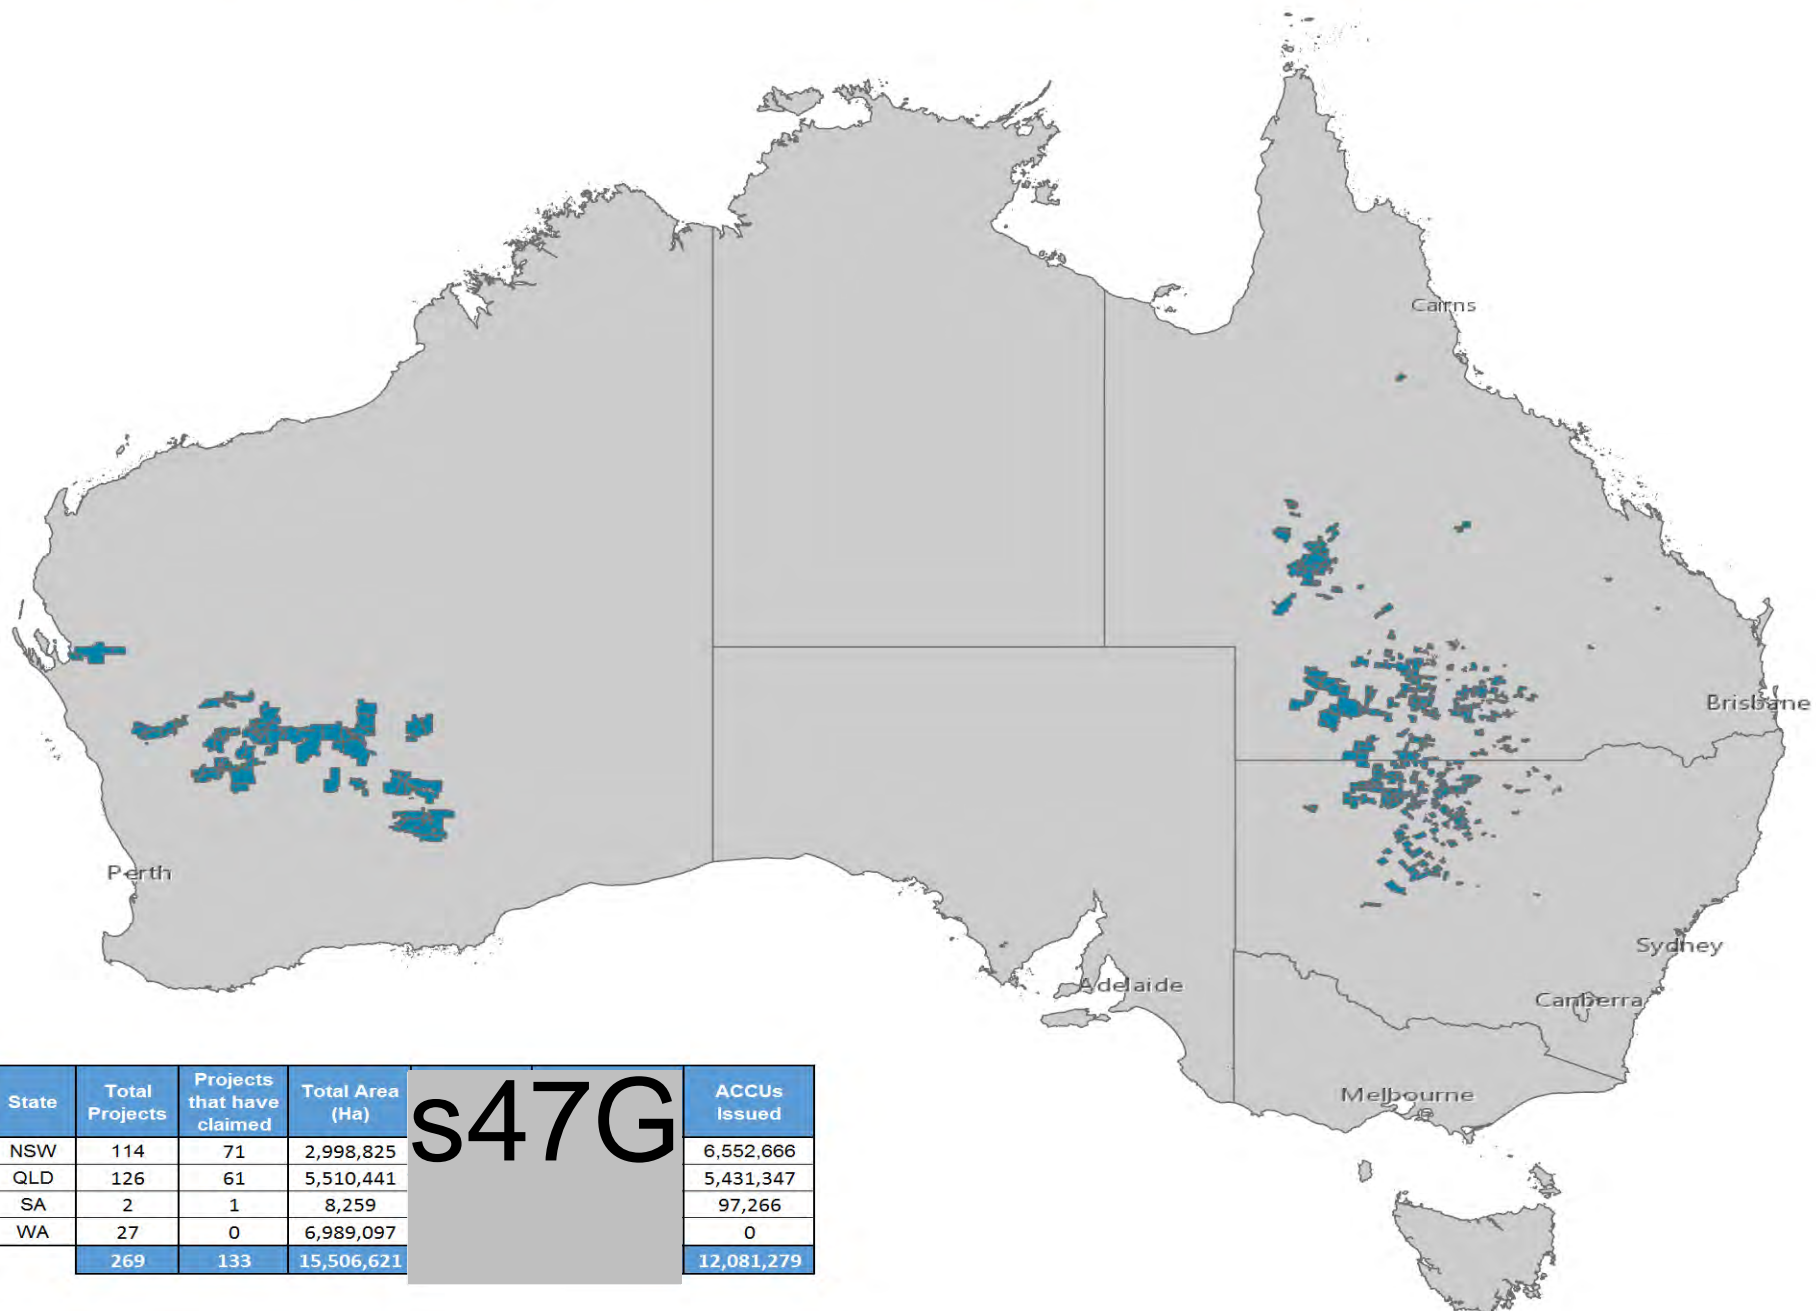 Cairns
Brisbane
Perth
Sydney
Adelaide
Canberra
Melbourne
State Total Projects Projects that have claimed Total Area (Ha) s47G ACCUs Issued
NSW 114 71 2,998,825 6,552,666
QLD 126 61 5,510,441 5,431,347
SA 2 1 8,259 97,266
WA 27 0 6,989,097 0
269 133 15,506,621 12,081,279